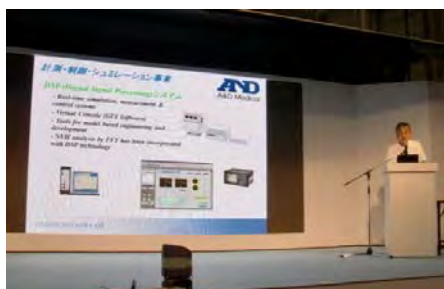 計測・制御・シュミレーション事業
AND
A&D Medical
DSP (Digital Signal Processing)システム
- Real-time simulation, measurement &
control systems
- Virtual Console (GUI Software)
- Tools for model based engineering and
development
- NVH analysis by FFT has been incorporated
with DSP technology